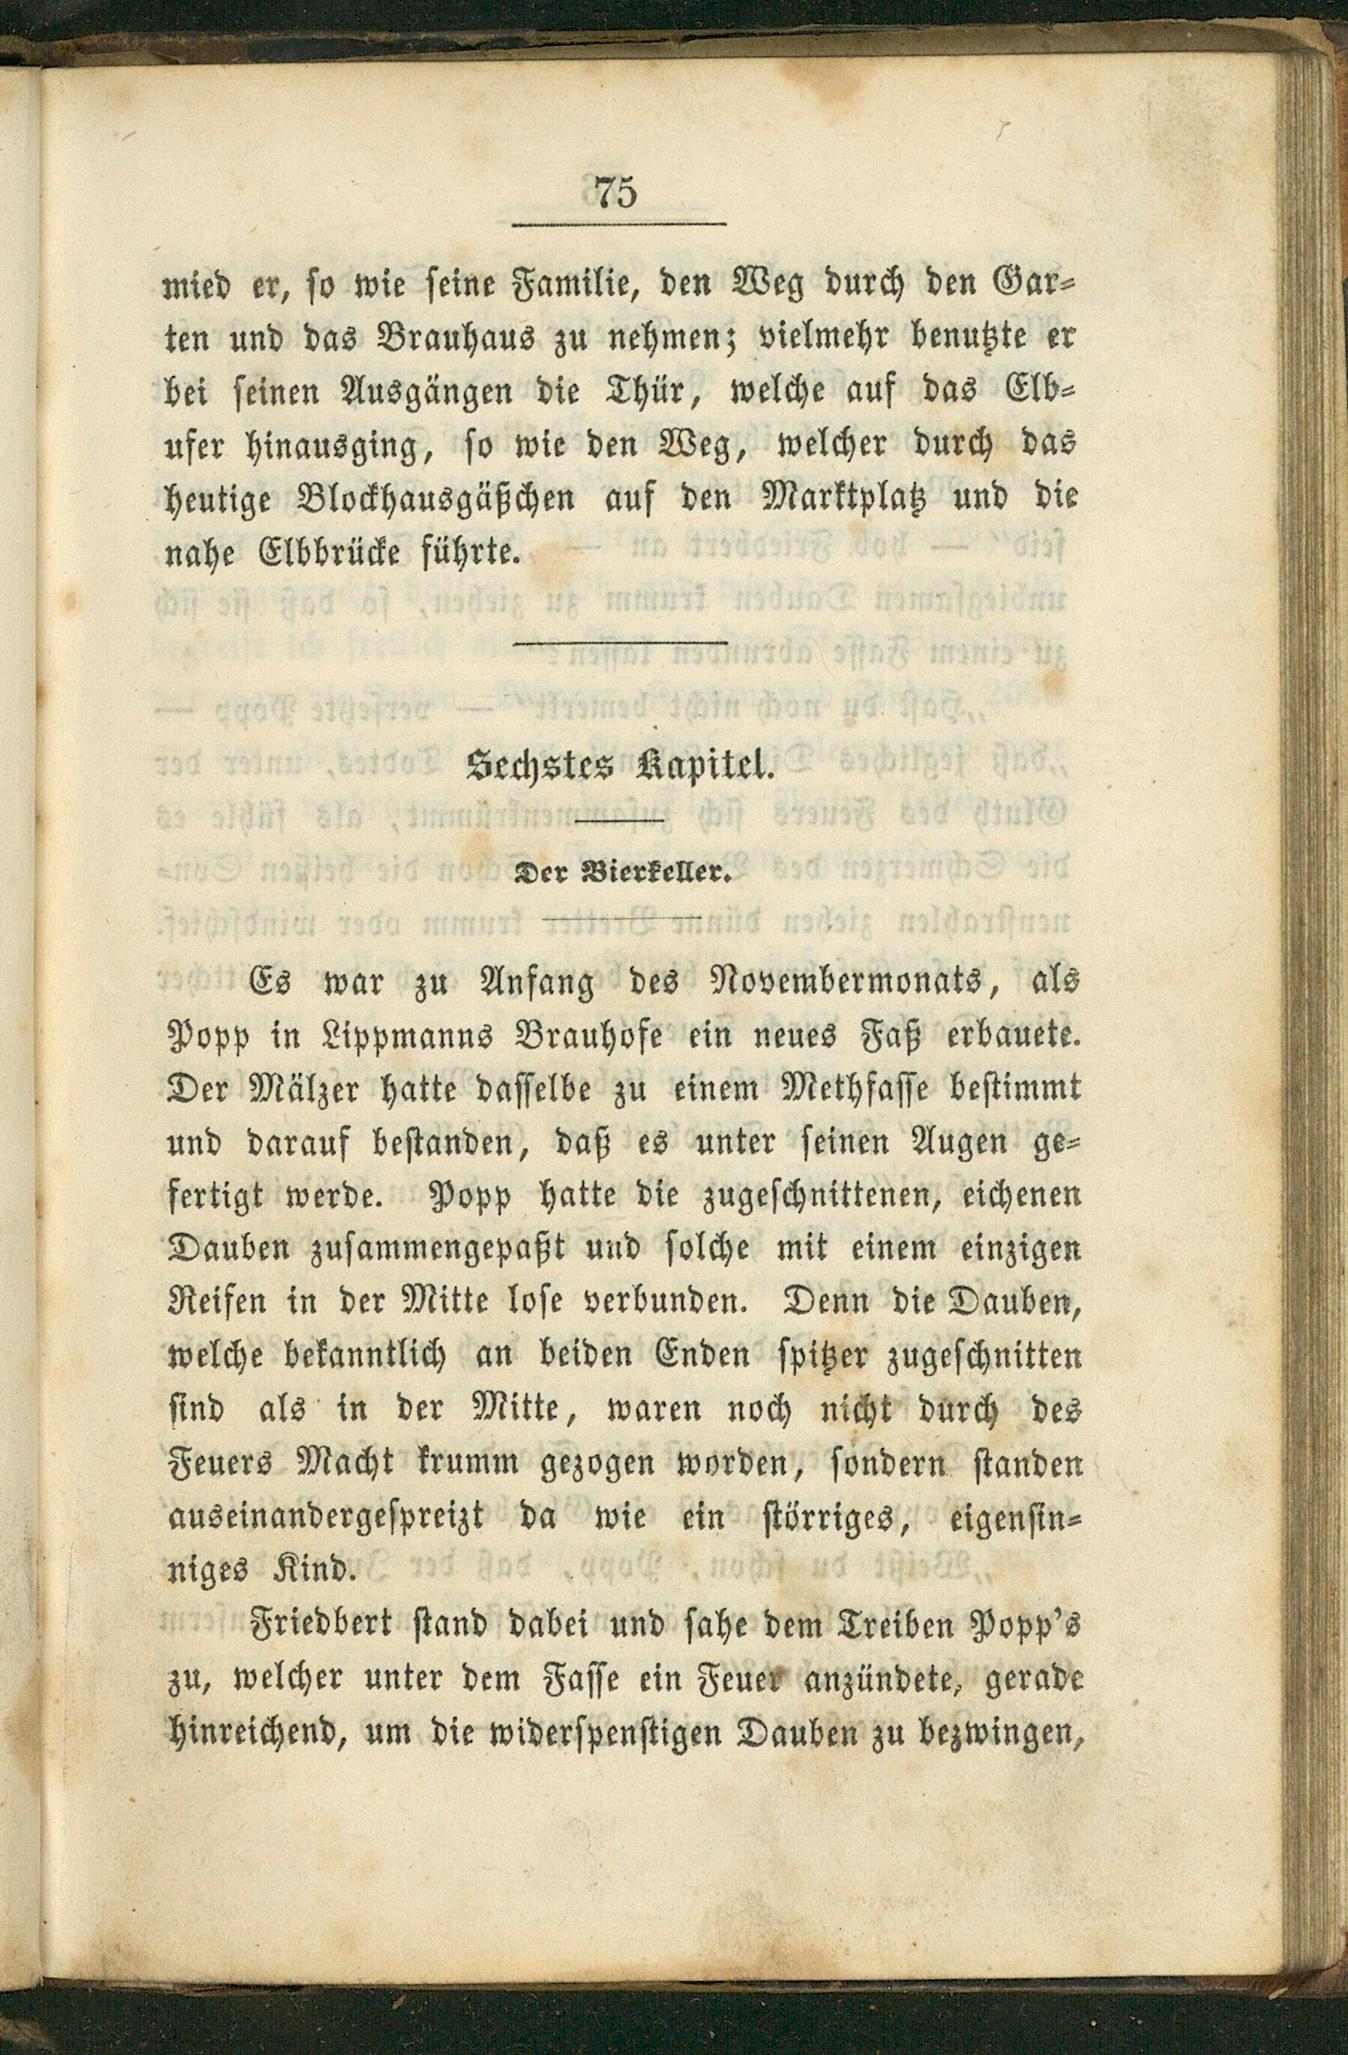 75
mied er, so wie seine Familie, den Weg durch den Gar-
ten und das Brauhaus zu nehmen; vielmehr benutzte er
bei seinen Ausgängen die Thür, welche auf das Elb-
ufer hinausging, so wie den Weg, welcher durch das
heutige Blockhausgäßchen auf den Marktplatz und die
nahe Elbbrücke führte.
Sechstes Kapitel.
Der Bierkeller.
Es war zu Anfang des Novembermonats, als
Popp in Lippmanns Brauhofe ein neues Faß erbauete.
Der Mälzer hatte dasselbe zu einem Methfasse bestimmt
und darauf bestanden, daß es unter seinen Augen ge-
fertigt werde. Popp hatte die zugeschnittenen, eichenen
Dauben zusammengepaßt und solche mit einem einzigen
Reifen in der Mitte lose verbunden. Denn die Dauben,
welche bekanntlich an beiden Enden spitzer zugeschnitten
sind als in der Mitte, waren noch nicht durch des
Feuers Macht krumm gezogen worden, sondern standen
auseinandergespreizt da wie ein störriges, eigensin-
niges Kind.
Friedbert stand dabei und sahe dem Treiben Popp's
zu, welcher unter dem Fasse ein Feuer anzündete, gerade
hinreichend, um die widerspenstigen Dauben zu bezwingen,